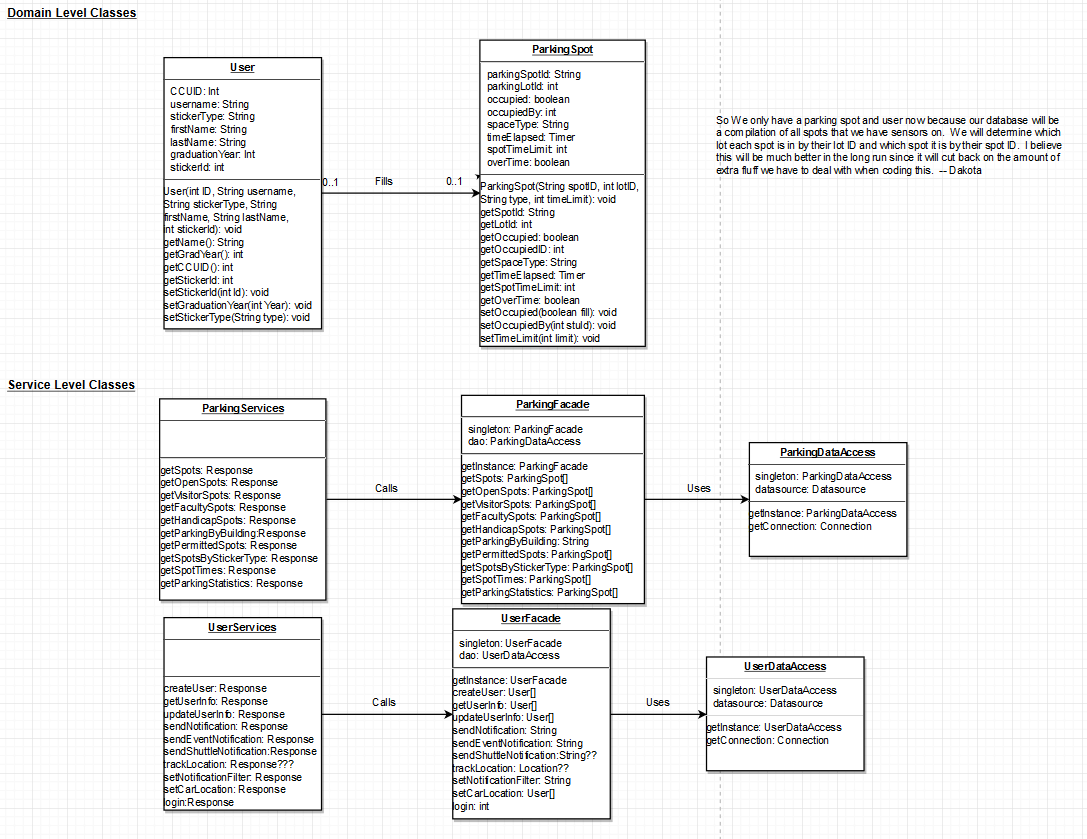 Domain Level Classes
User
CCUID: Int
username: String
stickerType: String
firstName: String
lastName: String
graduationYear: Int
stickerId: int
User(int ID, String username,
String stickerType, String
firstName, String lastName,
int stickerId): void
getName(): String
getGradYear(): int
getCCUID(): int
getStickerId: int
setStickerId(int Id): void
setGraduationYear(int Year): void
setStickerType(String type): void
0..1
Fills
0..1
ParkingSpot
parkingSpotId: String
parkingLotId: int
occupied: boolean
occupiedBy: int
spaceType: String
timeElapsed: Timer
spotTimeLimit: int
overTime: boolean
ParkingSpot(String spotID, int lotID,
String type, int timeLimit): void
getSpotId: String
getLotId: int
getOccupied: boolean
getOccupiedID: int
getSpaceType: String
getTimeElapsed: Timer
getSpotTimeLimit: int
getOverTime: boolean
setOccupied(boolean fill): void
setOccupiedBy(int stuId): void
setTimeLimit(int limit): void
So We only have a parking spot and user now because our database will be
a compilation of all spots that we have sensors on.  We will determine which
lot each spot is in by their lot ID and which spot it is by their spot ID.  I believe
this will be much better in the long run since it will cut back on the amount of
extra fluff we have to deal with when coding this.  -- Dakota
Service Level Classes
ParkingServices
getSpots: Response
getOpenSpots: Response
getVisitorSpots: Response
getFacultySpots: Response
getHandicapSpots: Response
getParkingByBuilding:Response
getPermittedSpots: Response
getSpotsByStickerType: Response
getSpotTimes: Response
getParkingStatistics: Response
Calls
ParkingFacade
singleton: ParkingFacade
dao: ParkingDataAccess
getInstance: ParkingFacade
getSpots: ParkingSpot[]
getOpenSpots: ParkingSpot[]
getVisitorSpots: ParkingSpot[]
getFacultySpots: ParkingSpot[]
getHandicapSpots: ParkingSpot[]
getParkingByBuilding: String
getPermittedSpots: ParkingSpot[]
getSpotsByStickerType: ParkingSpot[]
getSpotTimes: ParkingSpot[]
getParkingStatistics: ParkingSpot[]
Uses
ParkingDataAccess
singleton: ParkingDataAccess
datasource: Datasource
getInstance: ParkingDataAccess
getConnection: Connection
UserServices
createUser: Response
getUserInfo: Response
updateUserInfo: Response
sendNotification: Response
sendEventNotification: Response
sendShuttleNotification:Response
trackLocation: Response???
setNotificationFilter: Response
setCarLocation: Response
login:Response
Calls
UserFacade
singleton: UserFacade
dao: UserDataAccess
getInstance: UserFacade
createUser: User[]
getUserInfo: User[]
updateUserInfo: User[]
sendNotification: String
sendEventNotification: String
sendShuttleNotification:String??
trackLocation: Location??
setNotificationFilter: String
setCarLocation: User[]
login: int
Uses
UserDataAccess
singleton: UserDataAccess
datasource: Datasource
getInstance: UserDataAccess
getConnection: Connection